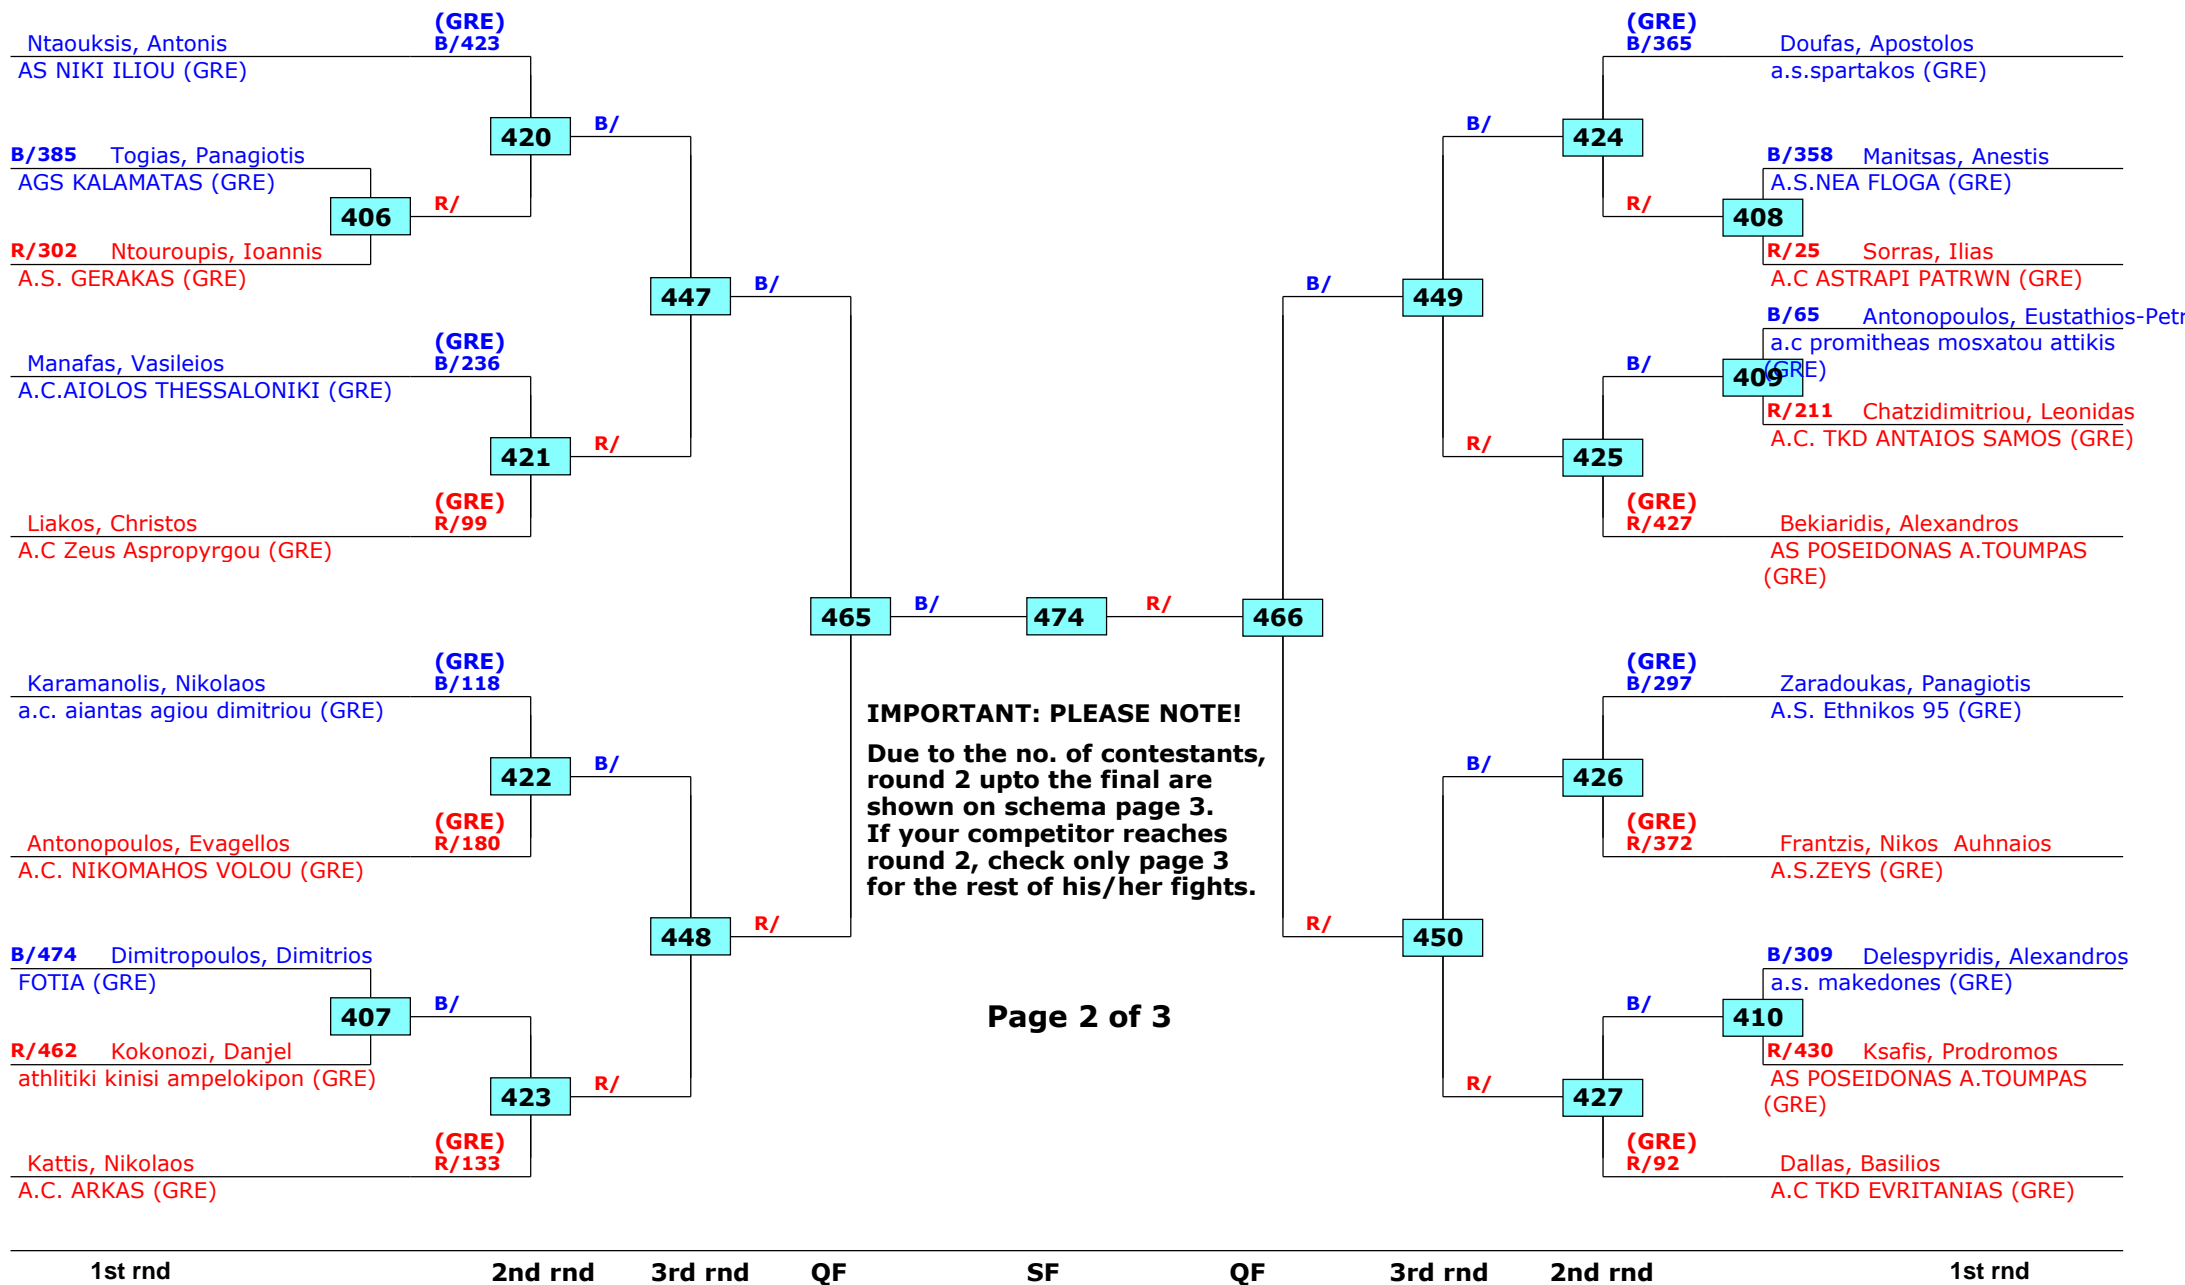 (GRE)
Ntaouksis, Antonis B/423
AS NIKI ILIOU (GRE)
420
B/
B/385 Togias, Panagiotis
AGS KALAMATAS (GRE)
406
R/
R/302 Ntouroupis, Ioannis
A.S. GERAKAS (GRE)
447
B/
(GRE)
Manafas, Vasileios B/236
A.C.AIOLOS THESSALONIKI (GRE)
421
R/
(GRE)
Liakos, Christos R/99
A.C Zeus Aspropyrgou (GRE)
465
B/
474
R/
466
(GRE)
Karamanolis, Nikolaos B/118
a.c. aiantas agiou dimitriou (GRE)
422
B/
(GRE)
Antonopoulos, Evagellos R/180
A.C. NIKOMAHOS VOLOU (GRE)
448
R/
B/474 Dimitropoulos, Dimitrios
FOTIA (GRE)
407
B/
R/462 Kokonozi, Danjel
athlitiki kinisi ampelokipon (GRE)
423
R/
(GRE)
Kattis, Nikolaos R/133
A.C. ARKAS (GRE)
IMPORTANT: PLEASE NOTE!
Due to the no. of contestants,
round 2 upto the final are
shown on schema page 3.
If your competitor reaches
round 2, check only page 3
for the rest of his/her fights.
Page 2 of 3
(GRE)
B/365 Doufas, Apostolos
a.s.spartakos (GRE)
B/
424
B/358 Manitsas, Anestis
A.S.NEA FLOGA (GRE)
R/
408
R/25 Sorras, Ilias
A.C ASTRAPI PATRWN (GRE)
B/
449
B/65 Antonopoulos, Eustathios-Petr
a.c promitheas mosxatou attikis
(GRE)
B/
409
R/211 Chatzidimitriou, Leonidas
A.C. TKD ANTAIOS SAMOS (GRE)
R/
425
(GRE)
R/427 Bekiaridis, Alexandros
AS POSEIDONAS A.TOUMPAS
(GRE)
(GRE)
B/297 Zaradoukas, Panagiotis
A.S. Ethnikos 95 (GRE)
B/
426
(GRE)
R/372 Frantzis, Nikos Auhnaios
A.S.ZEYS (GRE)
R/
450
B/309 Delespyridis, Alexandros
a.s. makedones (GRE)
B/
410
R/430 Ksafis, Prodromos
AS POSEIDONAS A.TOUMPAS
(GRE)
R/
427
(GRE)
R/92 Dallas, Basilios
A.C TKD EVRITANIAS (GRE)
1st rnd 2nd rnd 3rd rnd QF SF QF 3rd rnd 2nd rnd 1st rnd